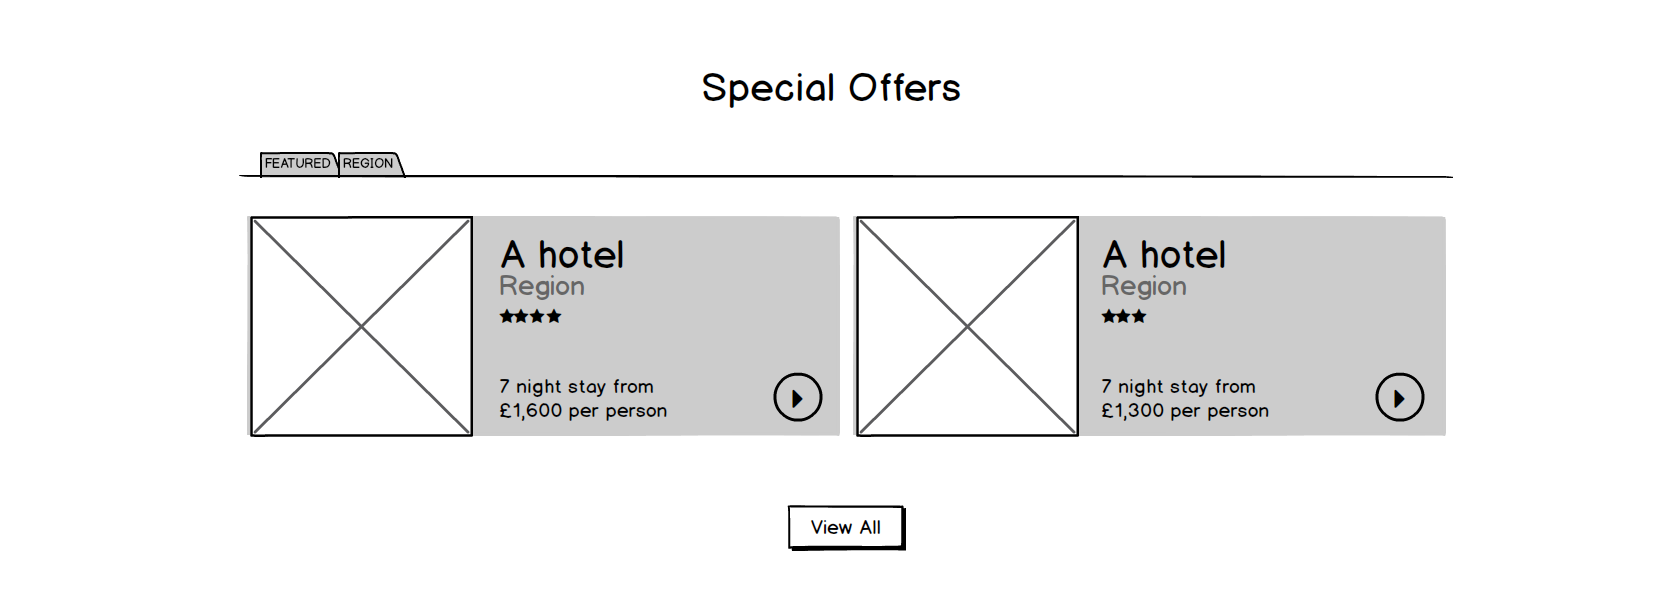 Special Offers
FEATURED REGION
A hotel
Region
7 night stay from
£1,600 per person
A hotel
Region
7 night stay from
£1,300 per person
View All